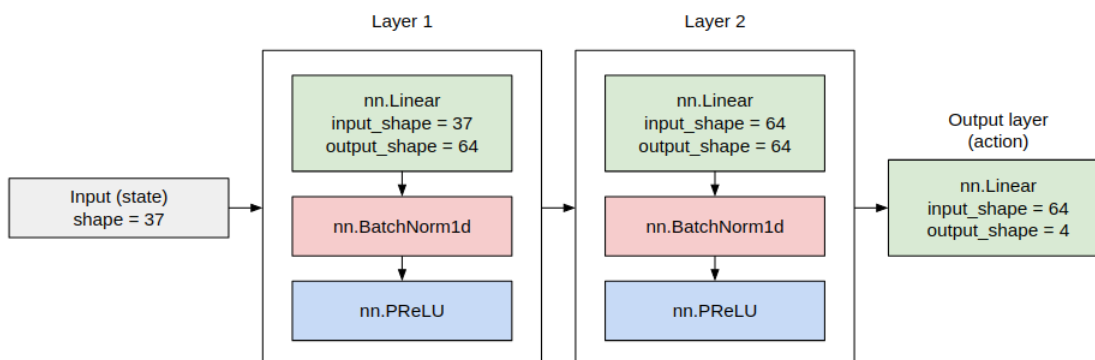 Input (state)
shape = 37
Layer 1
nn.Linear
input_shape = 37
output_shape = 64
nn.BatchNorm1d
nn.PReLU
Layer 2
nn.Linear
input_shape = 64
output_shape = 64
nn.BatchNorm1d
nn.PReLU
Output layer
(action)
nn.Linear
input_shape = 64
output_shape = 4